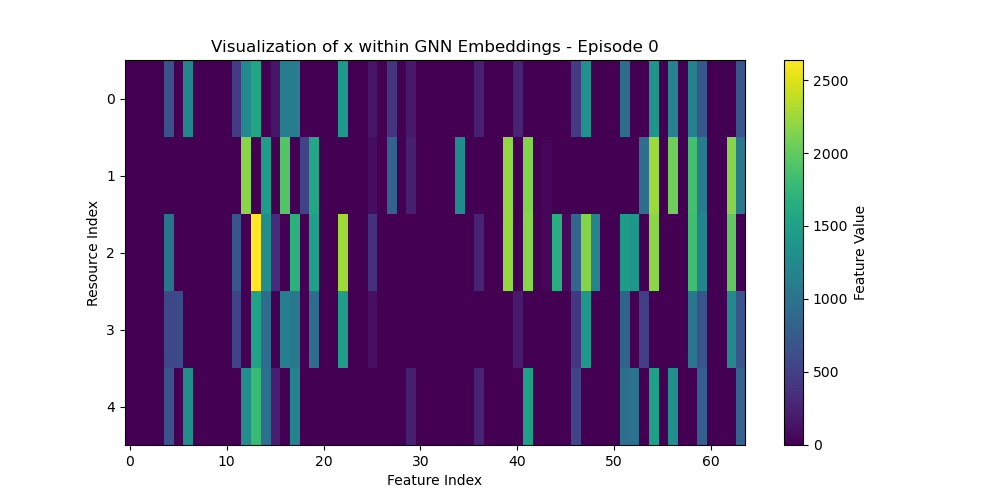 Visualization of x within GNN Embeddings - Episode 0
Resource Index
0
1
2
3
4
0 10 20 30 40 50 60
Feature Index
2500
2000
1500
1000
500
0
Feature Value